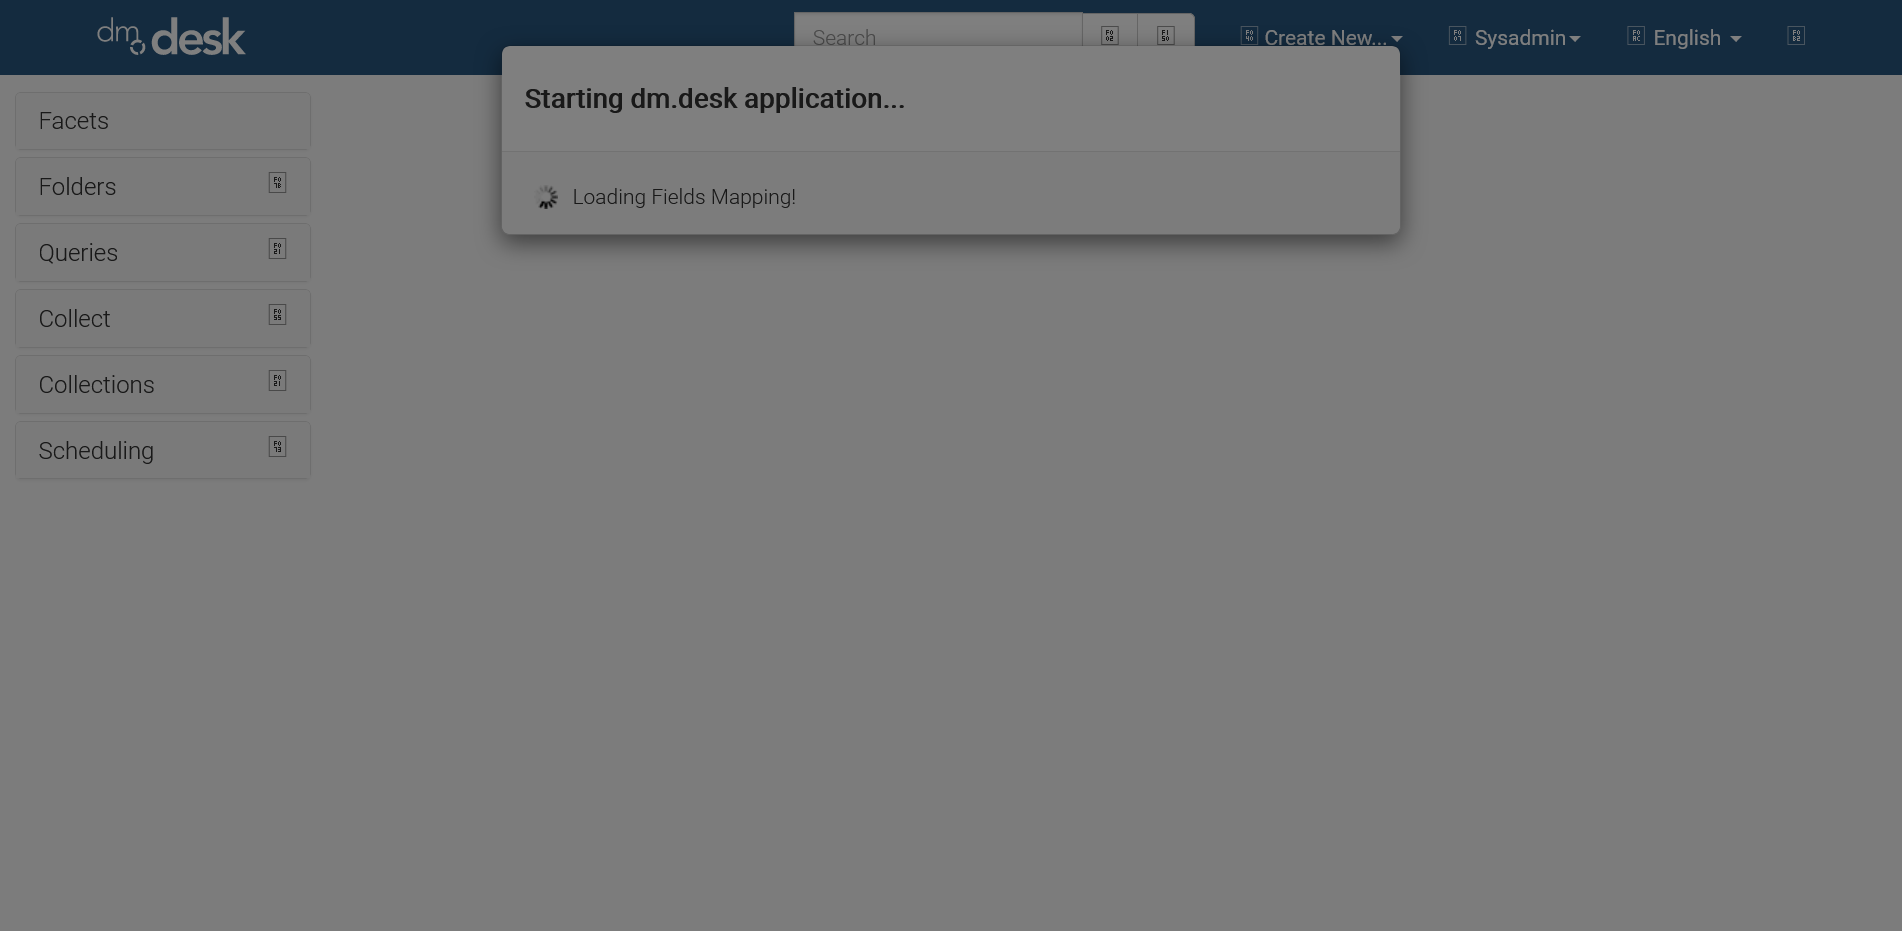 dm desk
Search
Create New...
Sysadmin
English
Starting dm.desk application...
Loading Fields Mapping!
Facets
Folders
Queries
Collect
Collections
Scheduling